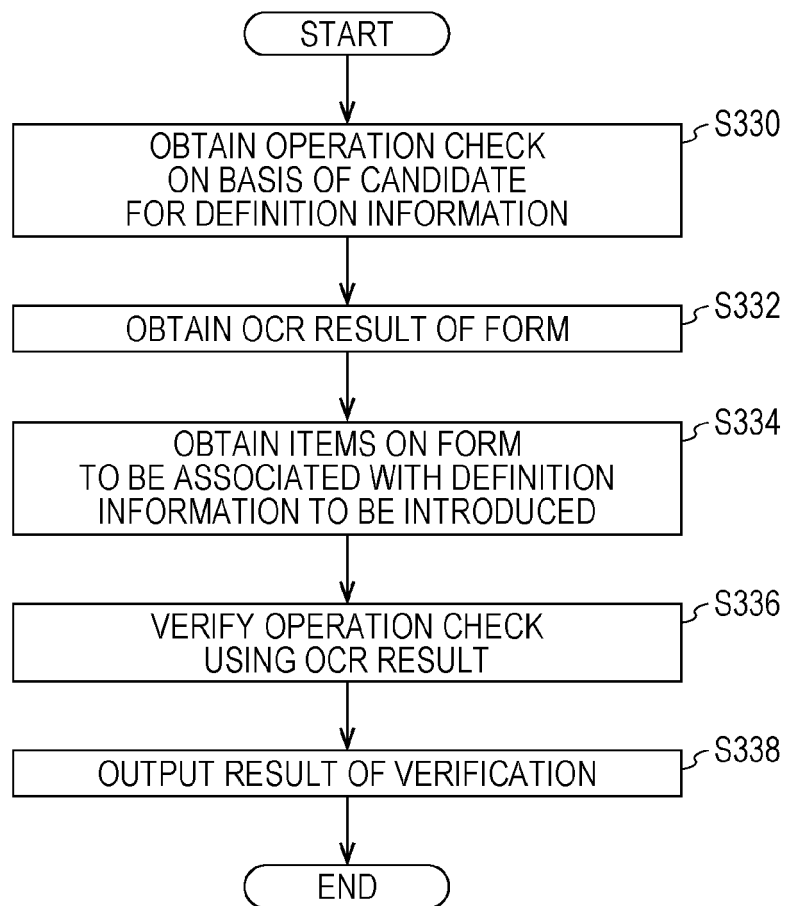 START
S330
OBTAIN OPERATION CHECK
ON BASIS OF CANDIDATE
FOR DEFINITION INFORMATION
S332
OBTAIN OCR RESULT OF FORM
S334
OBTAIN ITEMS ON FORM
TO BE ASSOCIATED WITH DEFINITION
INFORMATION TO BE INTRODUCED
S336
VERIFY OPERATION CHECK
USING OCR RESULT
S338
OUTPUT RESULT OF VERIFICATION
END